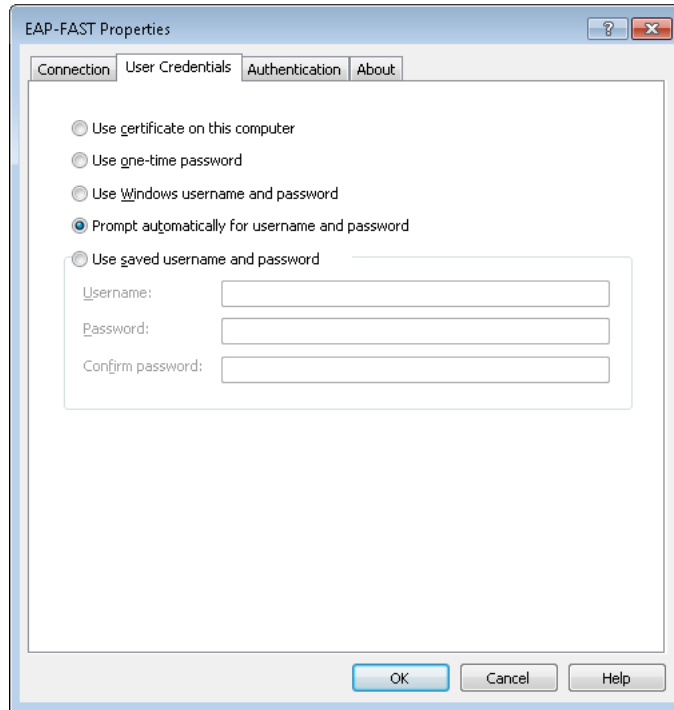 EAP-FAST Properties
Connection User Credentials Authentication About
Use certificate on this computer
Use one-time password
Use Windows username and password
Prompt automatically for username and password
Use saved username and password
Username:
Password:
Confirm password:
OK Cancel Help